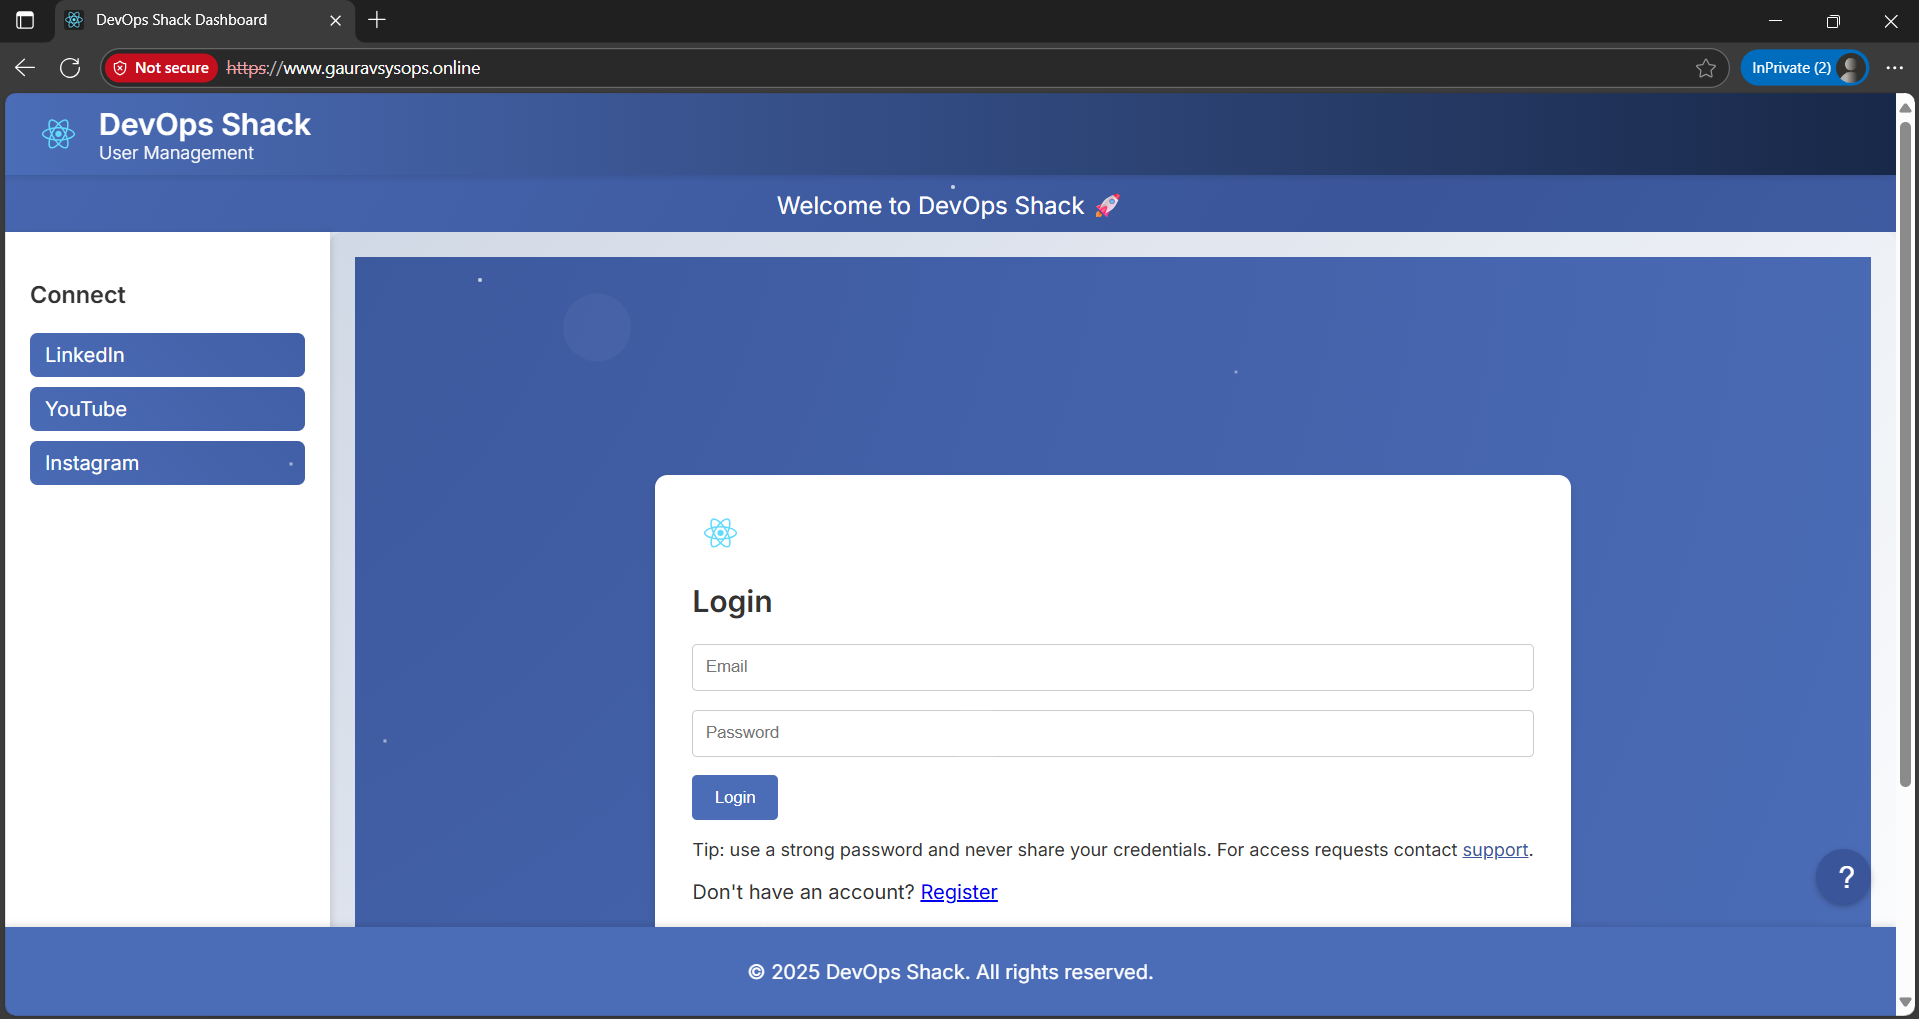 DevOps Shack Dashboard
Not secure
https://www.gauravsysops.online
InPrivate (2)
DevOps Shack
User Management
Welcome to DevOps Shack 🚀
Connect
LinkedIn
YouTube
Instagram
Login
Email
Password
Login
Tip: use a strong password and never share your credentials. For access requests contact support.
Don't have an account? Register
?
© 2025 DevOps Shack. All rights reserved.